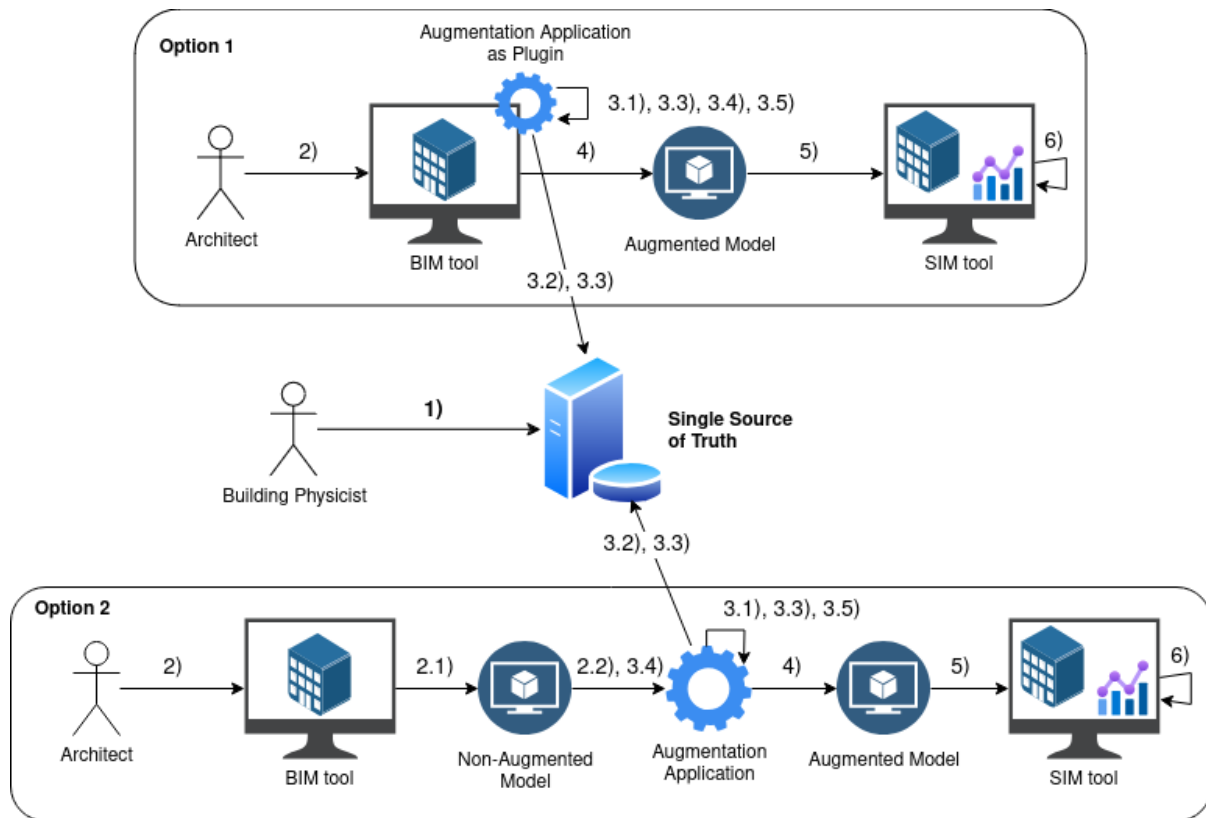 Option 1
Augmentation Application
as Plugin
3.1), 3.3), 3.4), 3.5)
2)
4)
5)
6)
Architect
BIM tool
Augmented Model
SIM tool
3.2), 3.3)
1)
Single Source
of Truth
Building Physicist
3.2), 3.3)
Option 2
3.1), 3.3), 3.5)
2)
2.1)
2.2), 3.4)
4)
5)
6)
Architect
BIM tool
Non-Augmented
Model
Augmentation
Application
Augmented Model
SIM tool